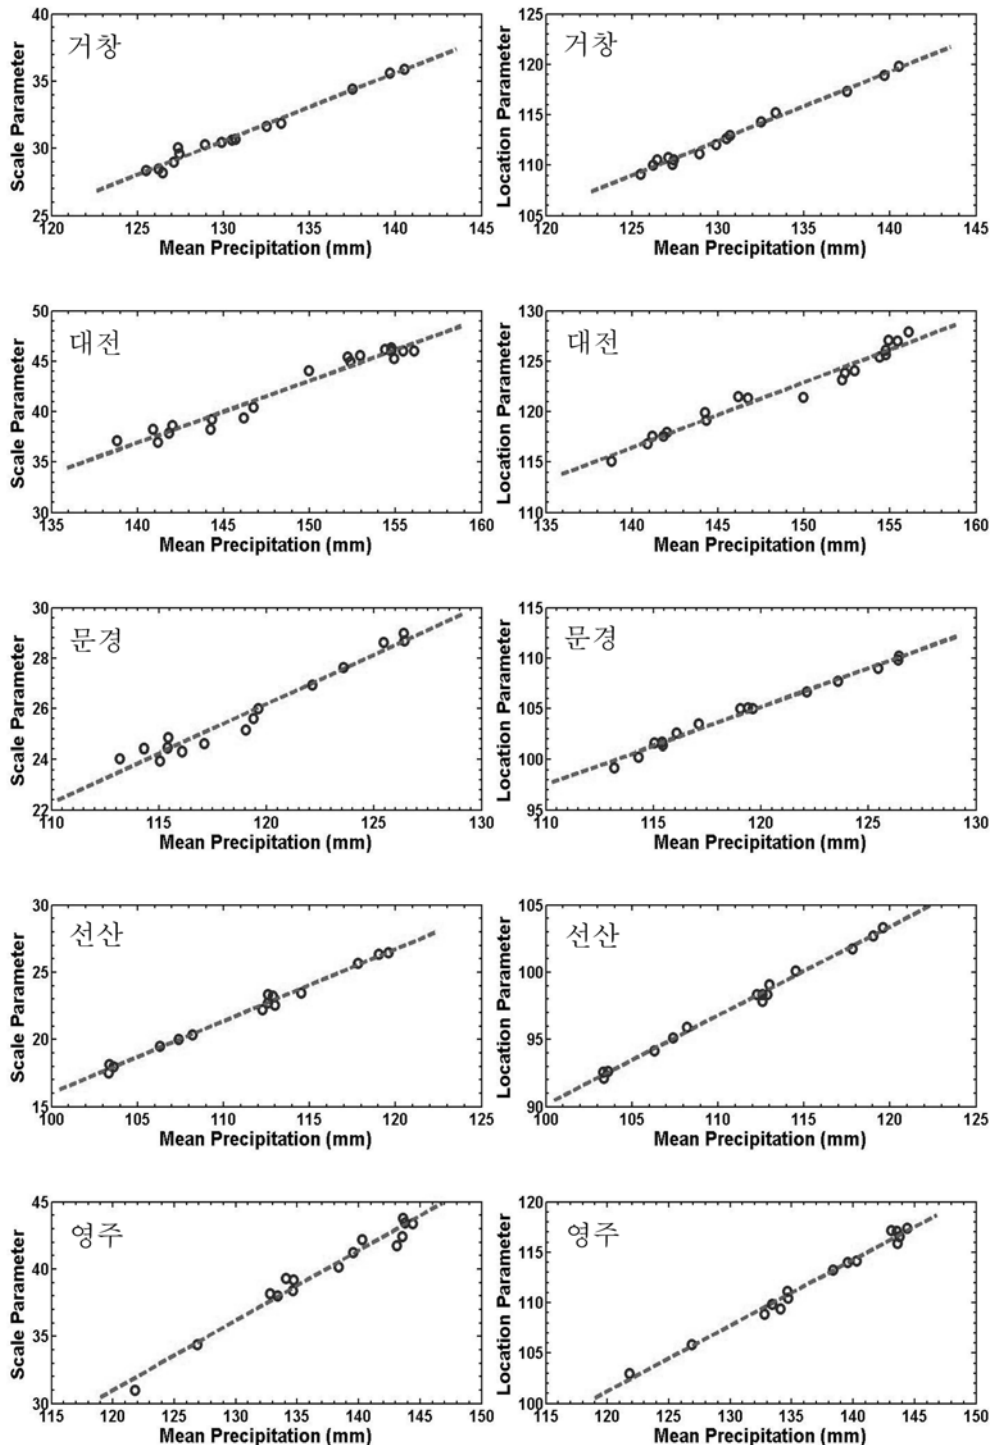 Scale Parameter
40
35
30
25
거창
120 125 130 135 140 145
Mean Precipitation (mm)
Location Parameter
125
120
115
110
105
거창
120 125 130 135 140 145
Mean Precipitation (mm)
Scale Parameter
50
45
40
35
30
대전
135 140 145 150 155 160
Mean Precipitation (mm)
Location Parameter
130
125
120
115
110
대전
135 140 145 150 155 160
Mean Precipitation (mm)
Scale Parameter
30
28
26
24
22
문경
110 115 120 125 130
Mean Precipitation (mm)
Location Parameter
115
110
105
100
95
문경
110 115 120 125 130
Mean Precipitation (mm)
Scale Parameter
30
25
20
15
선산
100 105 110 115 120 125
Mean Precipitation (mm)
Location Parameter
105
100
95
90
선산
100 105 110 115 120 125
Mean Precipitation (mm)
Scale Parameter
45
40
35
30
영주
115 120 125 130 135 140 145 150
Mean Precipitation (mm)
Location Parameter
120
115
110
105
100
영주
115 120 125 130 135 140 145 150
Mean Precipitation (mm)